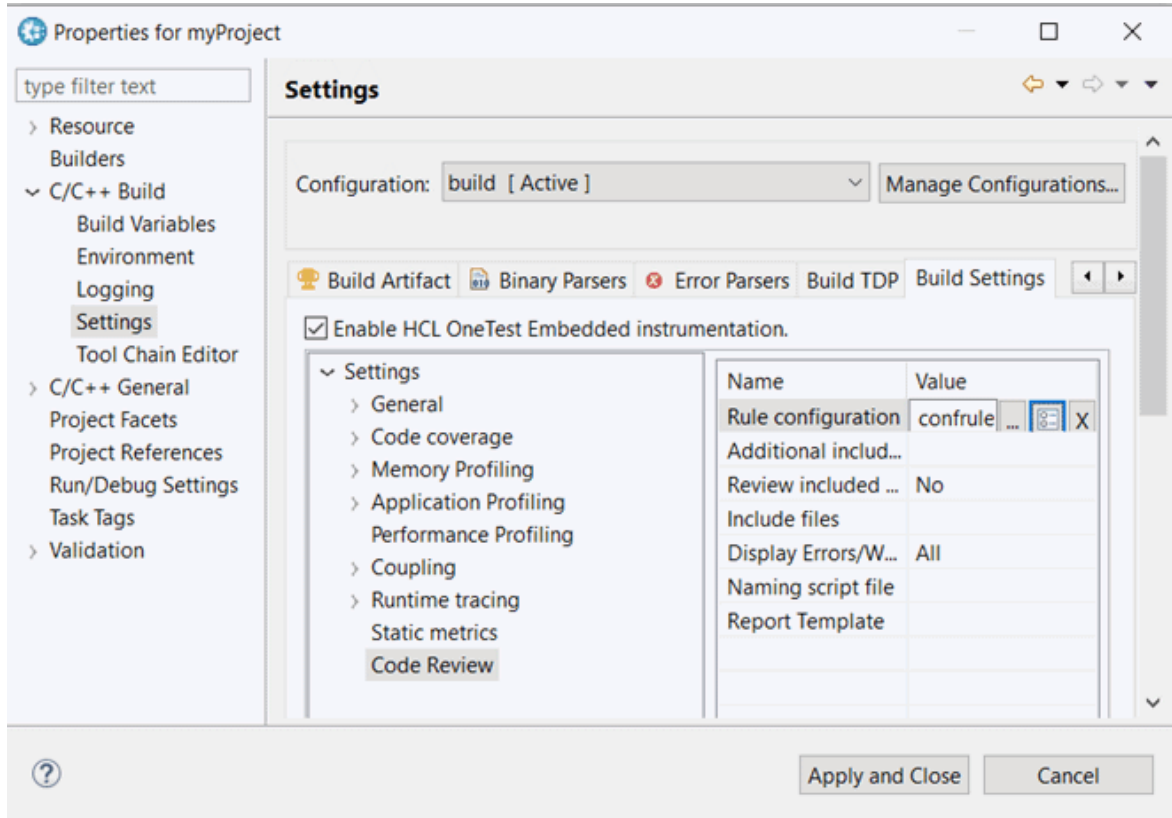 Properties for myProject
type filter text
Resource
Builders
C/C++ Build
Build Variables
Environment
Logging
Settings
Tool Chain Editor
C/C++ General
Project Facets
Project References
Run/Debug Settings
Task Tags
Validation
Settings
Configuration: build [ Active ] Manage Configurations...
Build Artifact Binary Parsers Error Parsers Build TDP Build Settings
Enable HCL OneTest Embedded instrumentation.
Settings
General
Code coverage
Memory Profiling
Application Profiling
Performance Profiling
Coupling
Runtime tracing
Static metrics
Code Review
Name Value
Rule configuration confrule ... X
Additional includ...
Review included ... No
Include files
Display Errors/W... All
Naming script file
Report Template
? Apply and Close Cancel